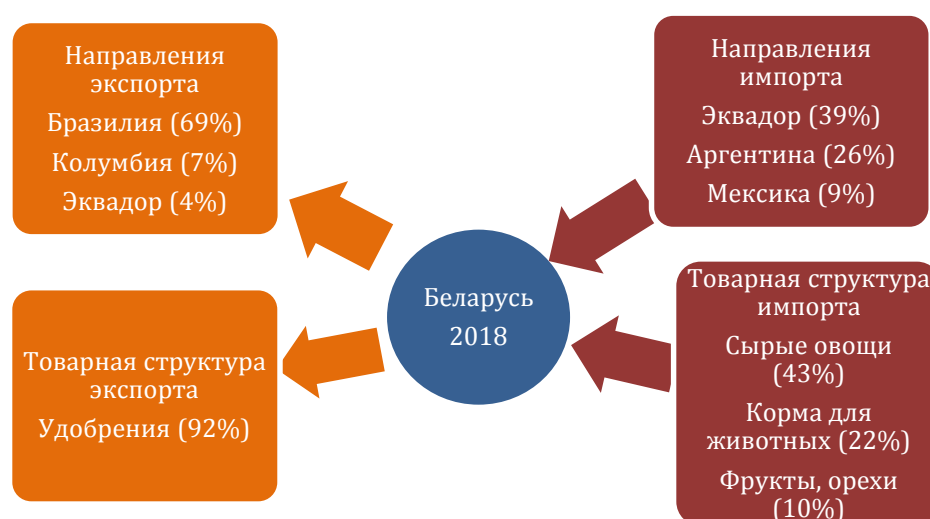 Направления
экспорта
Бразилия (69%)
Колумбия (7%)
Эквадор (4%)
Направления
импорта
Эквадор (39%)
Аргентина (26%)
Мексика (9%)
Беларусь
2018
Товарная структура
экспорта
Удобрения (92%)
Товарная структура
импорта
Сырые овощи
(43%)
Корма для
животных (22%)
Фрукты, орехи
(10%)